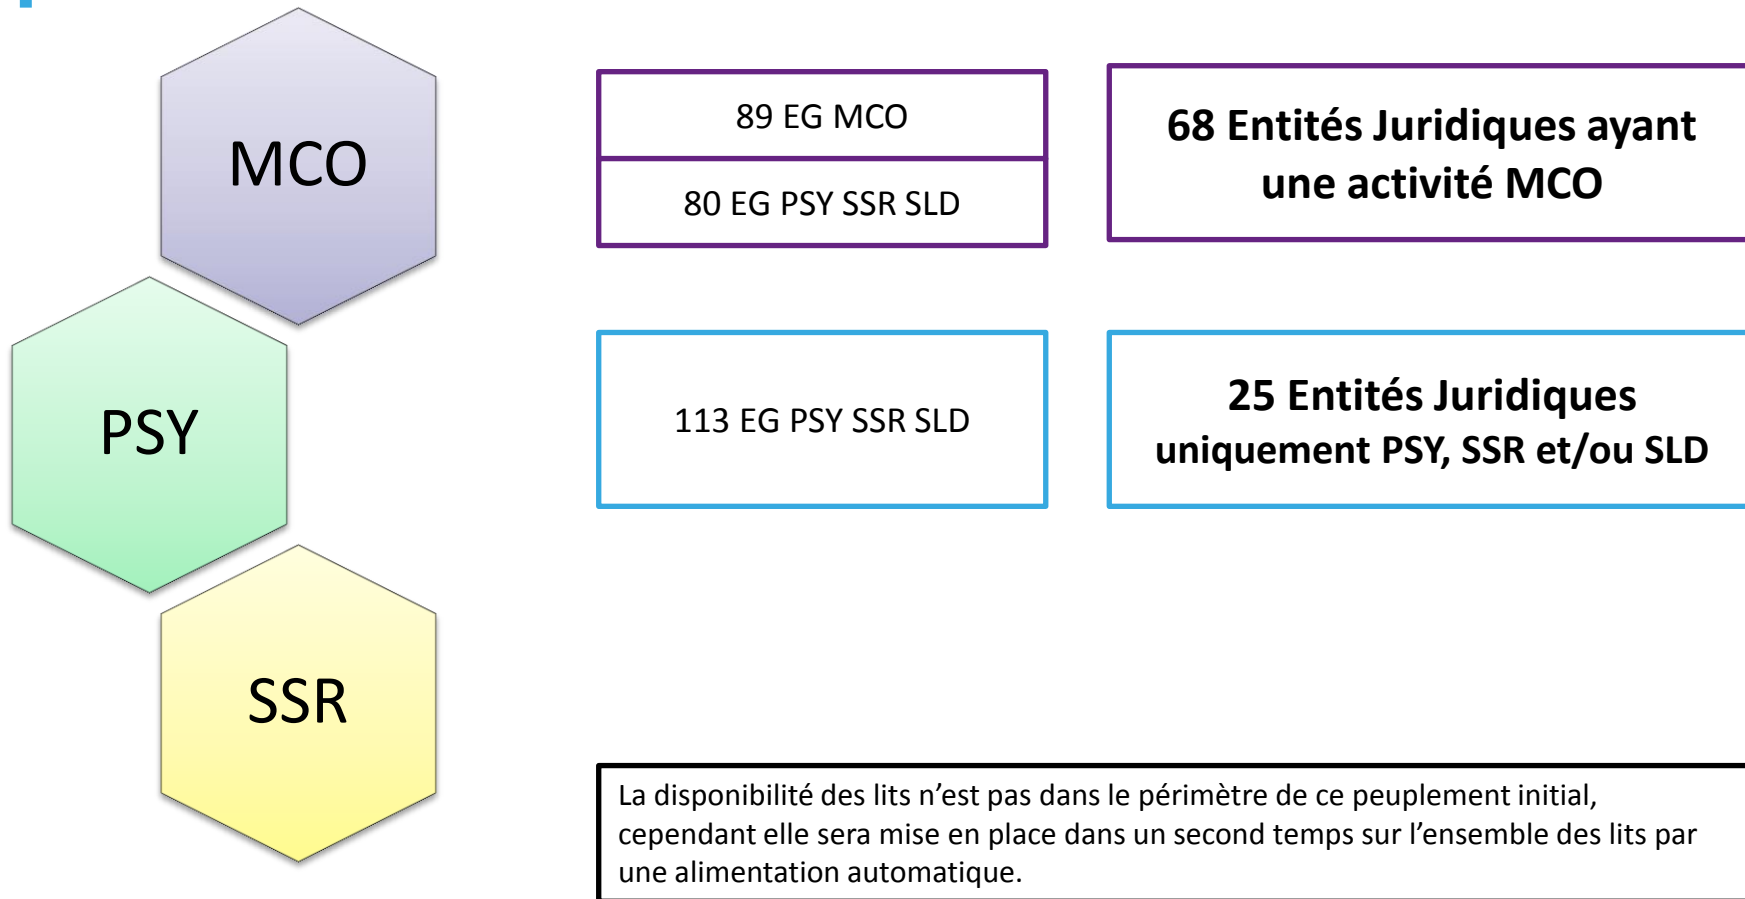 MCO
89 EG MCO
80 EG PSY SSR SLD
68 Entités Juridiques ayant
une activité MCO
PSY
113 EG PSY SSR SLD
25 Entités Juridiques
uniquement PSY, SSR et/ou SLD
SSR
La disponibilité des lits n’est pas dans le périmètre de ce peuplement initial,
cependant elle sera mise en place dans un second temps sur l’ensemble des lits par
une alimentation automatique.